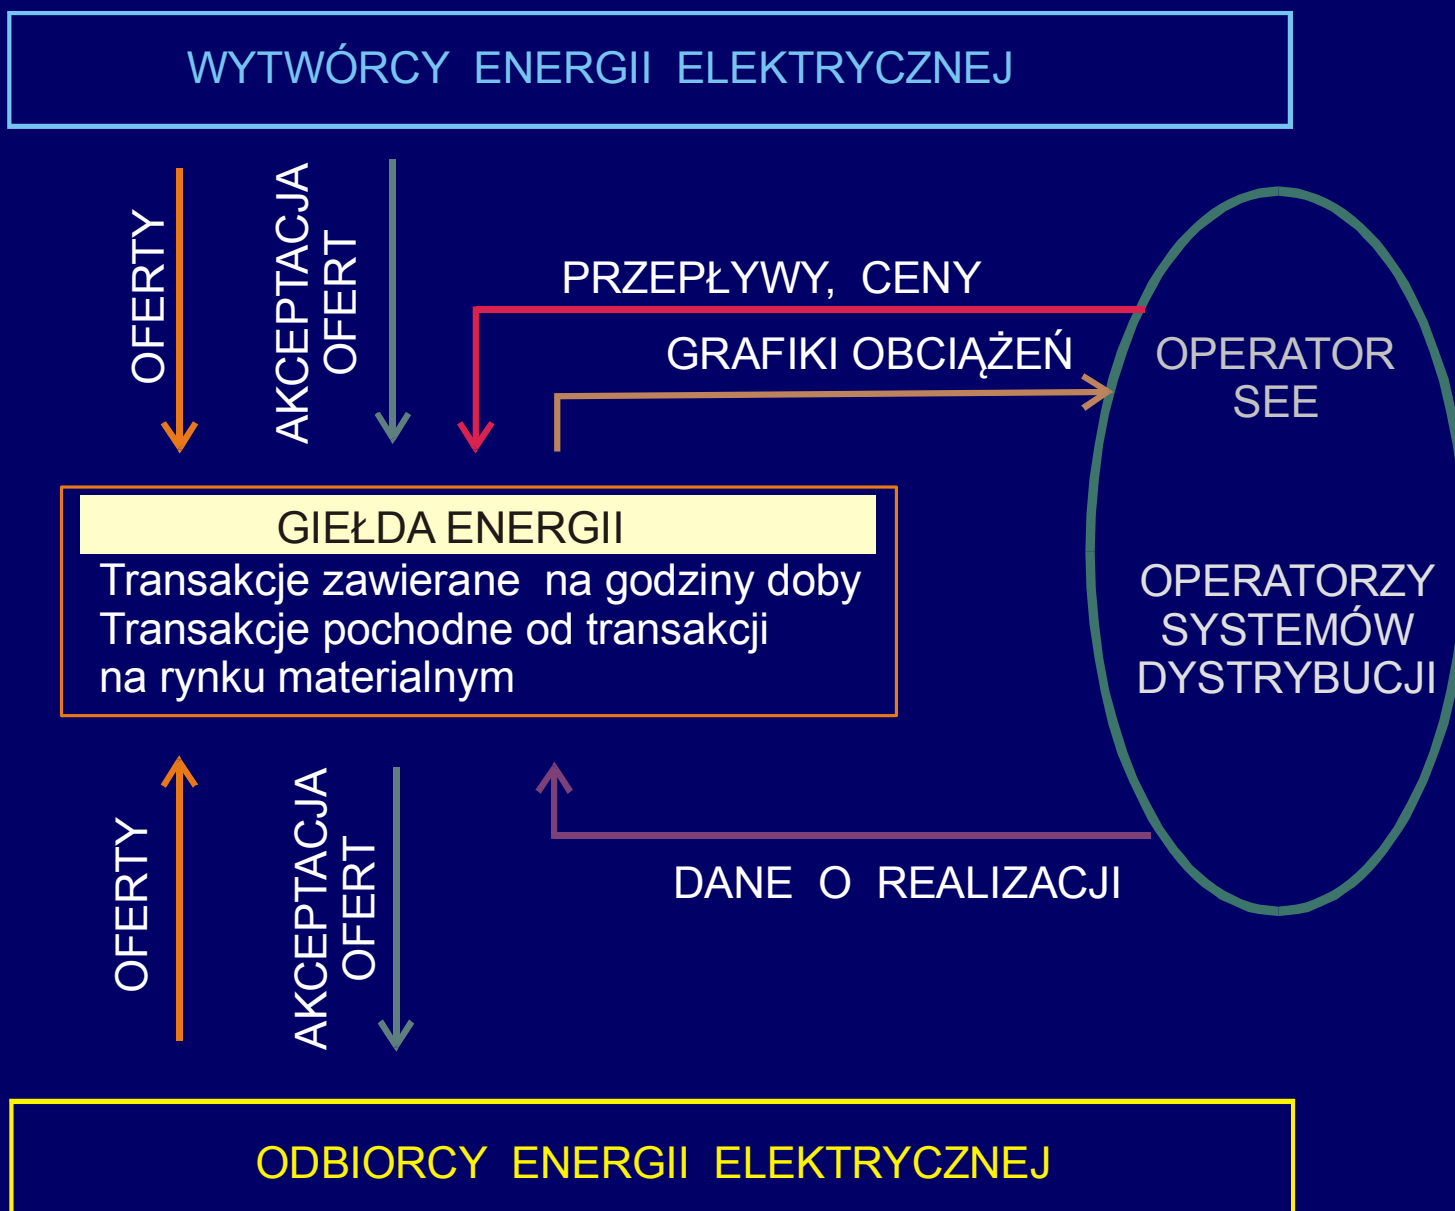 WYTWÓRCY ENERGII ELEKTRYCZNEJ
OFERTY
AKCEPTACJA
OFERT
PRZEPŁYWY, CENY
GRAFIKI OBCIĄŻEŃ
OPERATOR
SEE
GIEŁDA ENERGII
Transakcje zawierane na godziny doby
Transakcje pochodne od transakcji
na rynku materialnym
OPERATORZY
SYSTEMÓW
DYSTRYBUCJI
OFERTY
AKCEPTACJA
OFERT
DANE O REALIZACJI
ODBIORCY ENERGII ELEKTRYCZNEJ